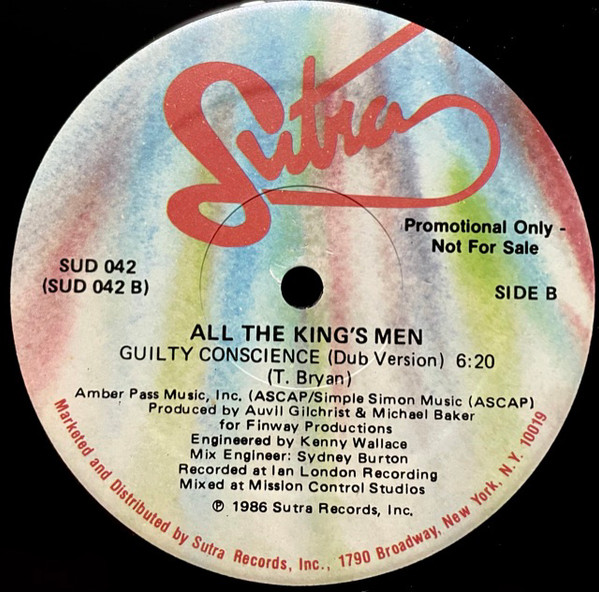 Sutra
Promotional Only -
Not For Sale
SUD 042
(SUD 042 B)
SIDE B
ALL THE KING'S MEN
GUILTY CONSCIENCE (Dub Version) 6:20
(T. Bryan)
Amber Pass Music, Inc. (ASCAP/Simple Simon Music (ASCAP)
Produced by Auvil Gilchrist & Michael Baker
for Finway Productions
Engineered by Kenny Wallace
Mix Engineer: Sydney Burton
Recorded at Ian London Recording
Mixed at Mission Control Studios
℗ 1986 Sutra Records, Inc.
Marketed and Distributed by Sutra Records, Inc., 1790 Broadway, New York, N.Y. 10019